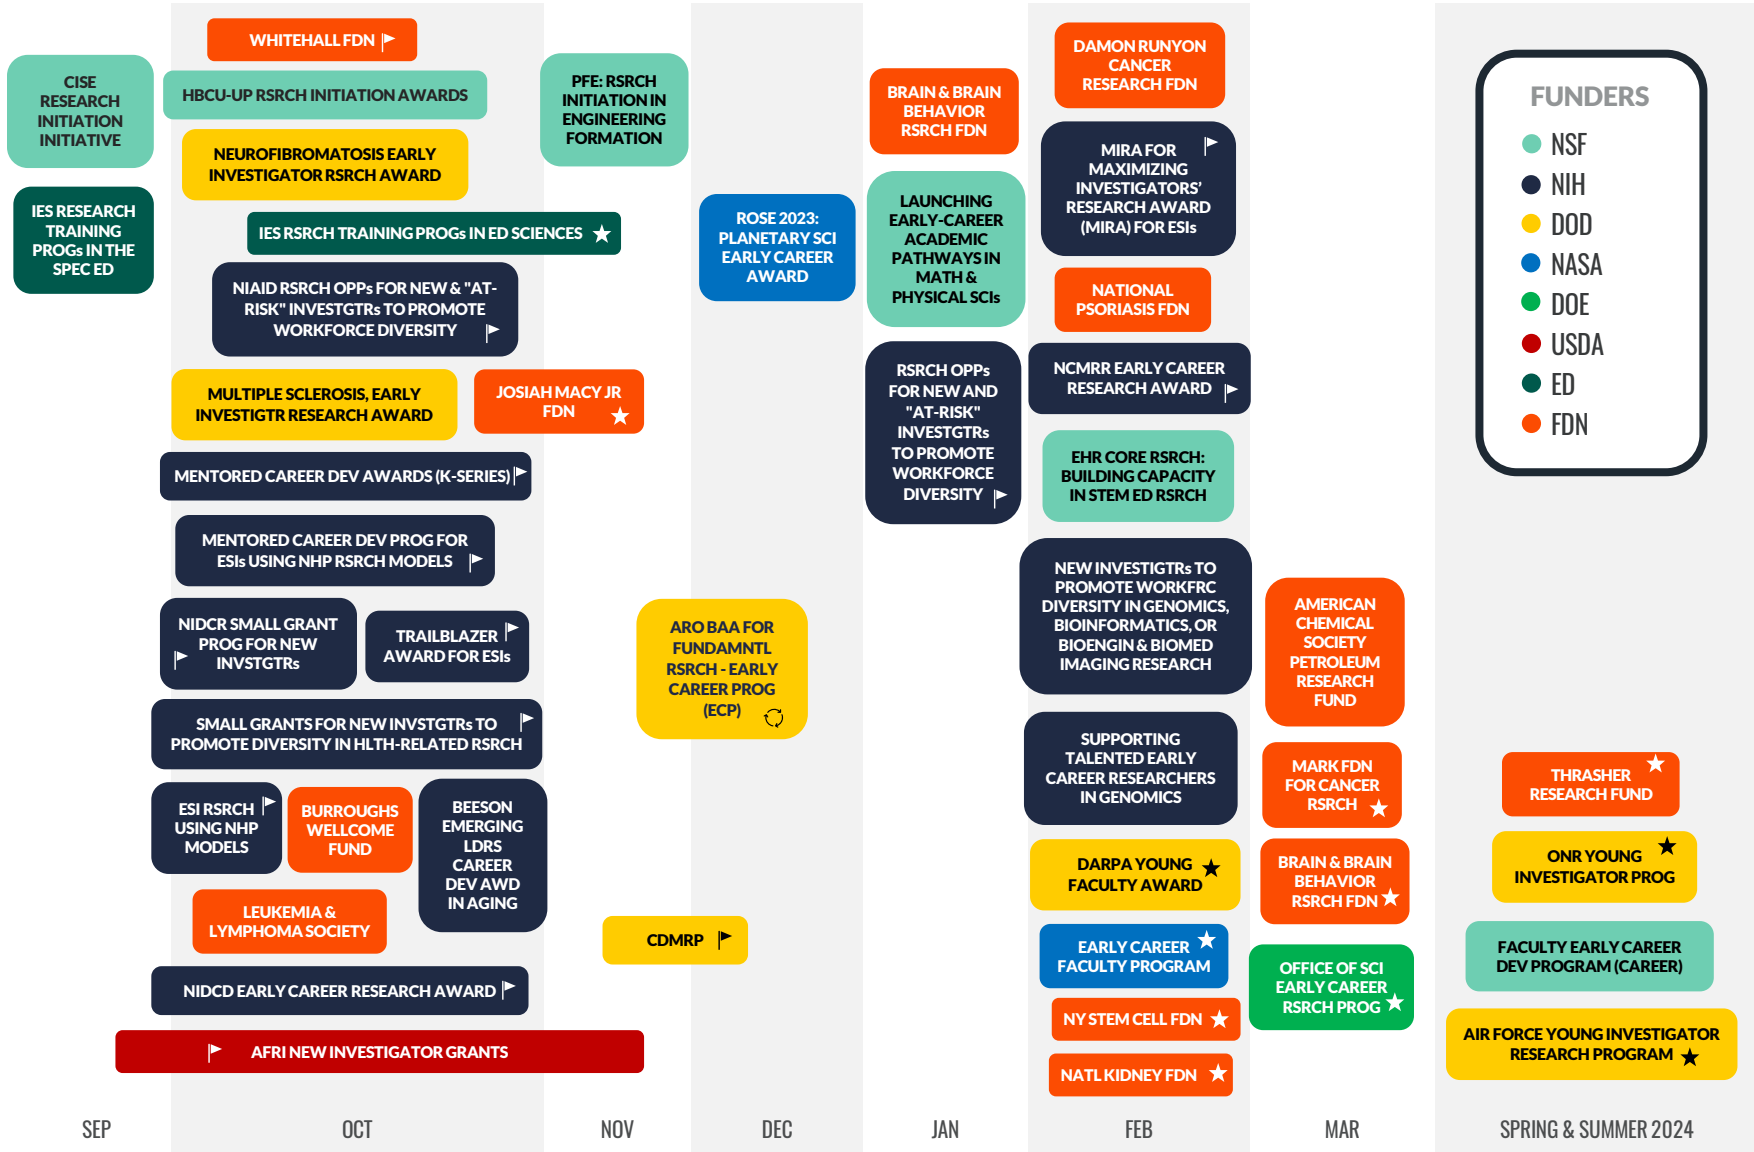 CISE
RESEARCH
INITIATION
INITIATIVE
IES RESEARCH
TRAINING
PROGs IN THE
SPEC ED
WHITEHALL FDN
HBCU-UP RSRCH INITIATION AWARDS
NEUROFIBROMATOSIS EARLY
INVESTIGATOR RSRCH AWARD
IES RSRCH TRAINING PROGs IN ED SCIENCES
NIAID RSRCH OPPs FOR NEW & "AT-
RISK" INVESTGTRs TO PROMOTE
WORKFORCE DIVERSITY
MULTIPLE SCLEROSIS, EARLY
INVESTIGTR RESEARCH AWARD
JOSIAH MACY JR
FDN
MENTORED CAREER DEV AWARDS (K-SERIES)
MENTORED CAREER DEV PROG FOR
ESIs USING NHP RSRCH MODELS
NIDCR SMALL GRANT
PROG FOR NEW
INVSTGTRs
TRAILBLAZER
AWARD FOR ESIs
SMALL GRANTS FOR NEW INVSTGTRs TO
PROMOTE DIVERSITY IN HLTH-RELATED RSRCH
ESI RSRCH
USING NHP
MODELS
BURROUGHS
WELLCOME
FUND
BEESON
EMERGING
LDRS
CAREER
DEV AWD
IN AGING
LEUKEMIA &
LYMPHOMA SOCIETY
NIDCD EARLY CAREER RESEARCH AWARD
AFRI NEW INVESTIGATOR GRANTS
PFE: RSRCH
INITIATION IN
ENGINEERING
FORMATION
ROSE 2023:
PLANETARY SCI
EARLY CAREER
AWARD
ARO BAA FOR
FUNDAMNTL
RSRCH - EARLY
CAREER PROG
(ECP)
CDMRP
BRAIN & BRAIN
BEHAVIOR
RSRCH FDN
LAUNCHING
EARLY-CAREER
ACADEMIC
PATHWAYS IN
MATH &
PHYSICAL SCIs
RSRCH OPPs
FOR NEW AND
"AT-RISK"
INVESTGTRs
TO PROMOTE
WORKFORCE
DIVERSITY
DAMON RUNYON
CANCER
RESEARCH FDN
MIRA FOR
MAXIMIZING
INVESTIGATORS'
RESEARCH AWARD
(MIRA) FOR ESIs
NATIONAL
PSORIASIS FDN
NCMRR EARLY CAREER
RESEARCH AWARD
EHR CORE RSRCH:
BUILDING CAPACITY
IN STEM ED RSRCH
NEW INVESTIGTRs TO
PROMOTE WORKFRC
DIVERSITY IN GENOMICS,
BIOINFORMATICS, OR
BIOENGIN & BIOMED
IMAGING RESEARCH
SUPPORTING
TALENTED EARLY
CAREER RESEARCHERS
IN GENOMICS
DARPA YOUNG
FACULTY AWARD
EARLY CAREER
FACULTY PROGRAM
NY STEM CELL FDN
NATL KIDNEY FDN
AMERICAN
CHEMICAL
SOCIETY
PETROLEUM
RESEARCH
FUND
MARK FDN
FOR CANCER
RSRCH
BRAIN & BRAIN
BEHAVIOR
RSRCH FDN
OFFICE OF SCI
EARLY CAREER
RSRCH PROG
FUNDERS
NSF
NIH
DOD
NASA
DOE
USDA
ED
FDN
THRASHER
RESEARCH FUND
ONR YOUNG
INVESTIGATOR PROG
FACULTY EARLY CAREER
DEV PROGRAM (CAREER)
AIR FORCE YOUNG INVESTIGATOR
RESEARCH PROGRAM
SEP
OCT
NOV
DEC
JAN
FEB
MAR
SPRING & SUMMER 2024